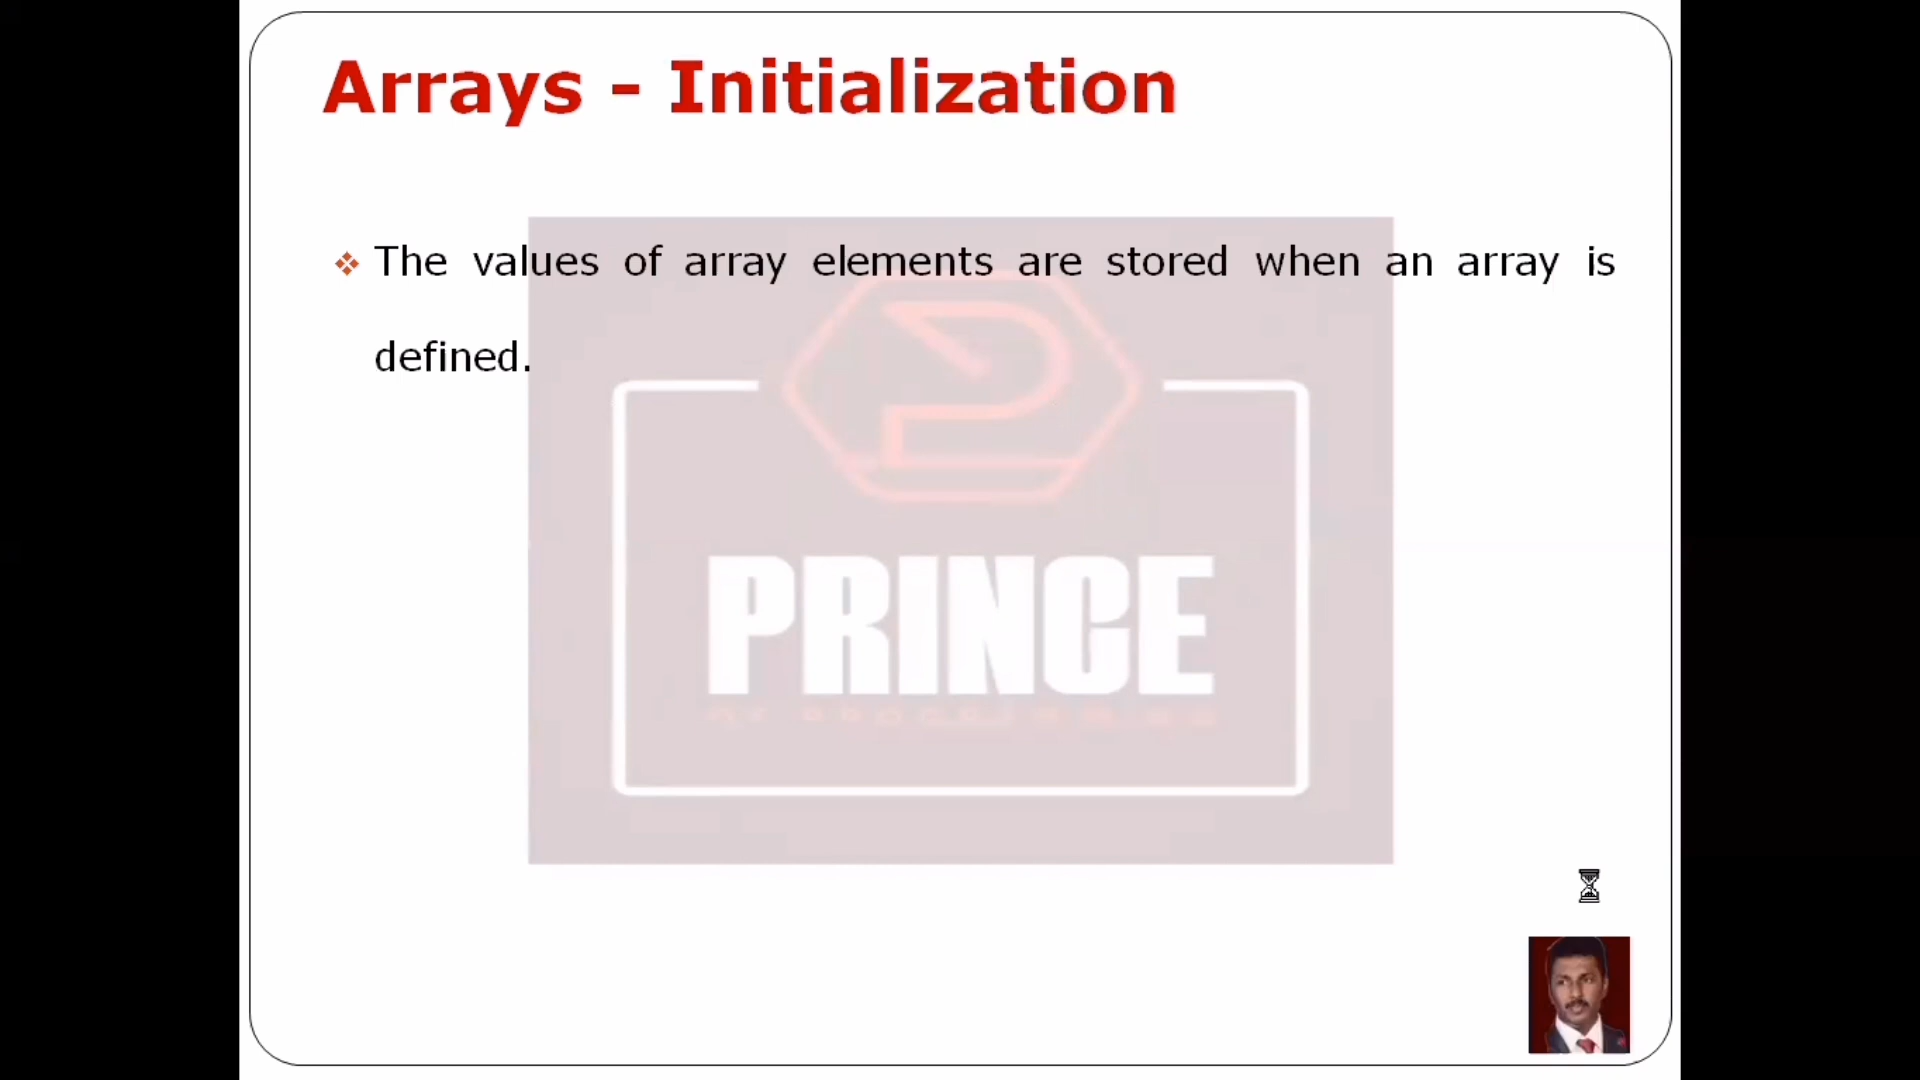 Arrays - Initialization
The values of array elements are stored when an array is
defined.
PRINCE